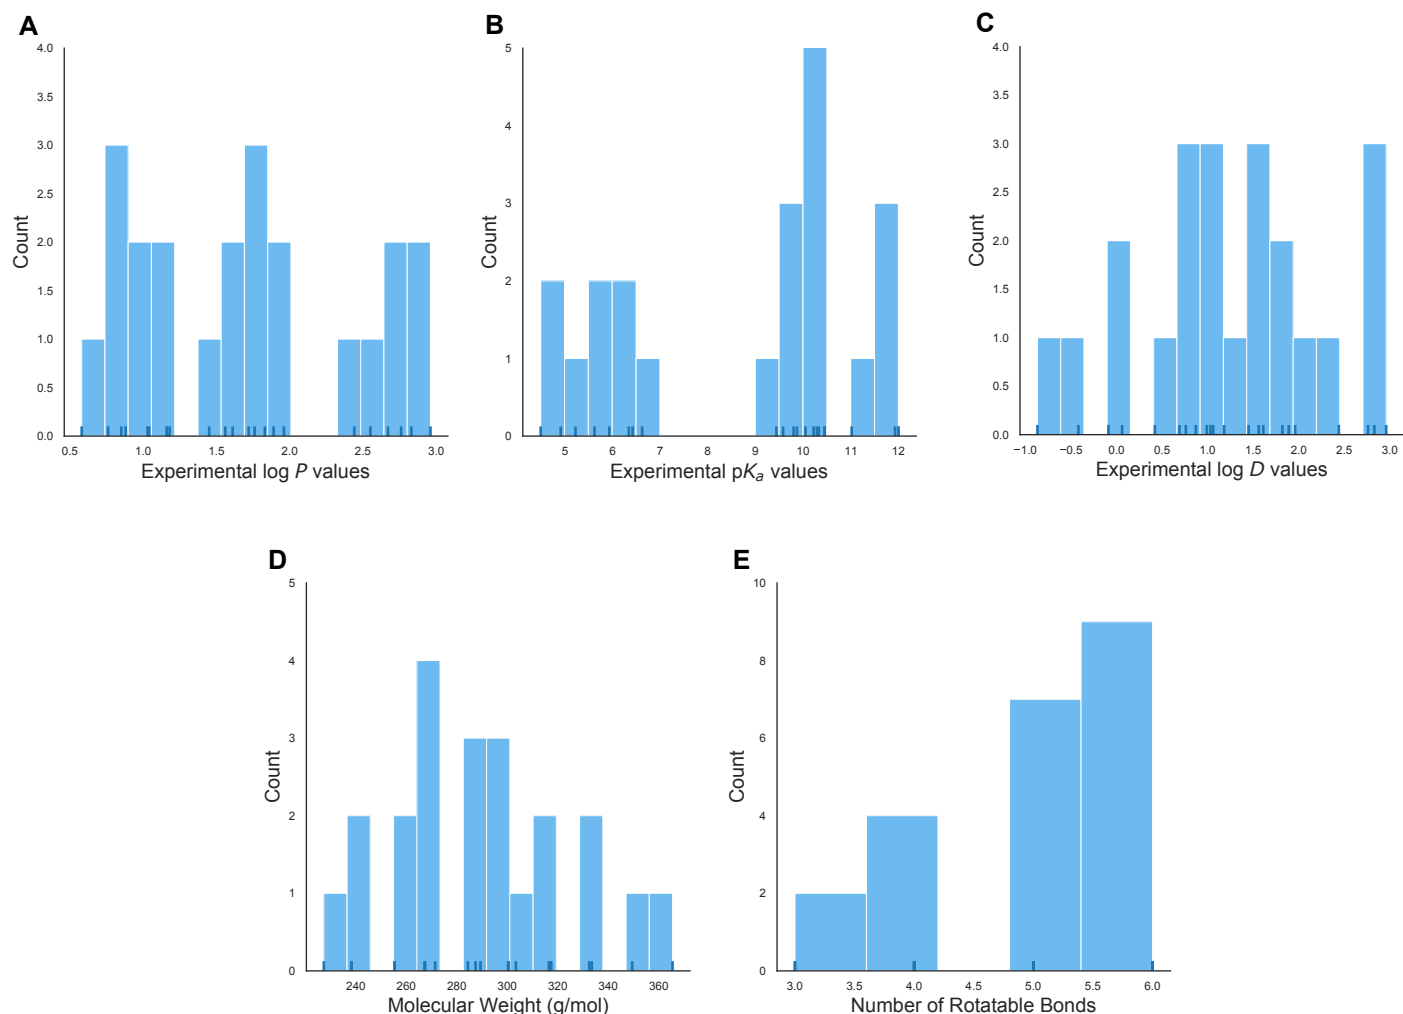 A
4.0
3.5
3.0
2.5
2.0
1.5
1.0
0.5
0.0
Count
0.5 1.0 1.5 2.0 2.5 3.0
Experimental log P values
B
5
4
3
2
1
0
Count
5 6 7 8 9 10 11 12
Experimental pKa values
C
4.0
3.5
3.0
2.5
2.0
1.5
1.0
0.5
0.0
Count
−1.0 −0.5 0.0 0.5 1.0 1.5 2.0 2.5 3.0
Experimental log D values
D
5
4
3
2
1
0
Count
240 260 280 300 320 340 360
Molecular Weight (g/mol)
E
10
8
6
4
2
0
Count
3.0 3.5 4.0 4.5 5.0 5.5 6.0
Number of Rotatable Bonds